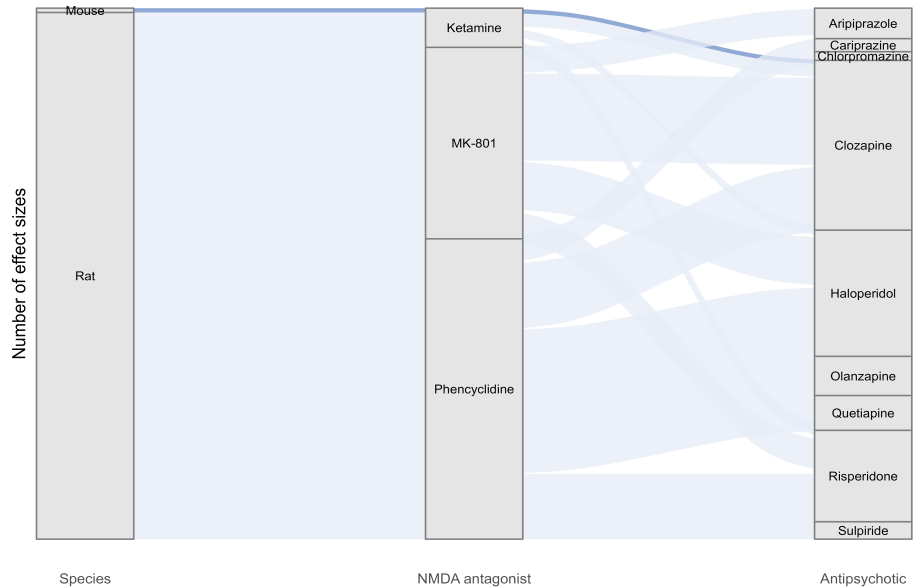 Mouse
Rat
Ketamine
MK-801
Phencyclidine
Aripiprazole
Cariprazine
Chlorpromazine
Clozapine
Haloperidol
Olanzapine
Quetiapine
Risperidone
Sulpiride
Number of effect sizes
Species
NMDA antagonist
Antipsychotic